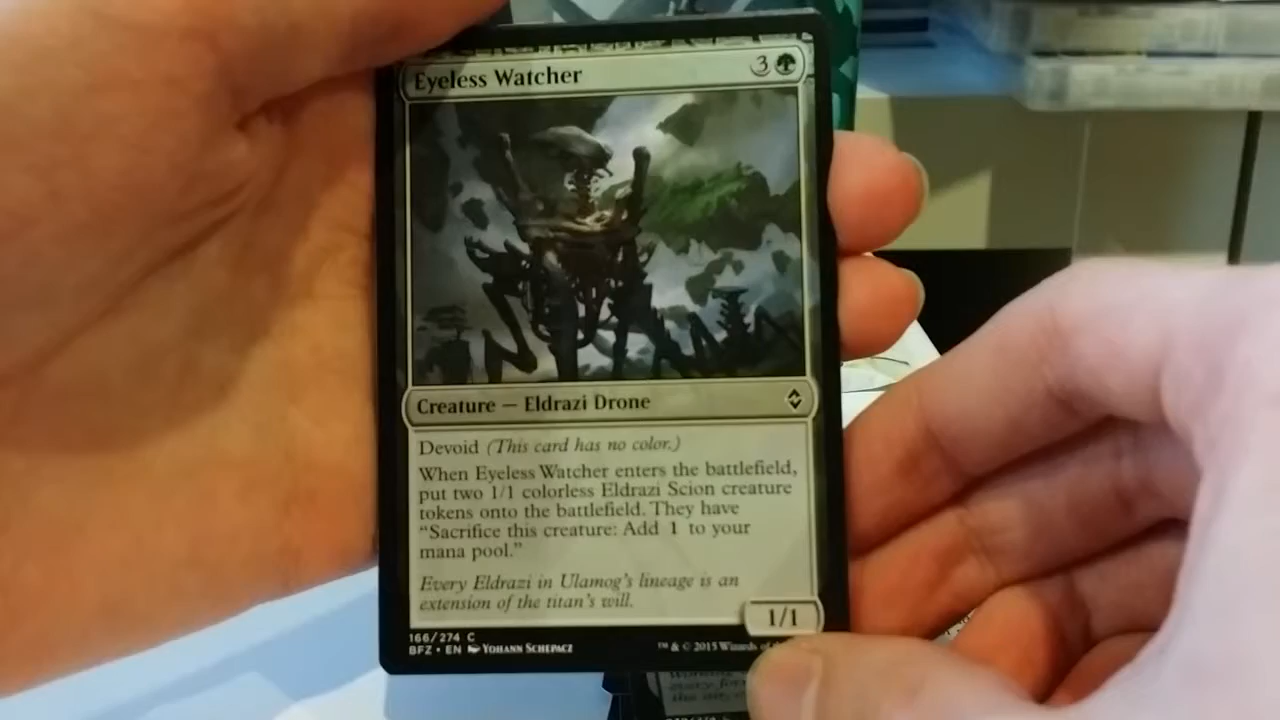 Eyeless Watcher 3
Creature — Eldrazi Drone
Devoid (This card has no color.)
When Eyeless Watcher enters the battlefield,
put two 1/1 colorless Eldrazi Scion creature
tokens onto the battlefield. They have
“Sacrifice this creature: Add 1 to your
mana pool.”
Every Eldrazi in Ulamog's lineage is an
extension of the titan's will.
1/1
166/274 C
BFZ • EN Yohann Schepacz ™ & © 2015 Wizards